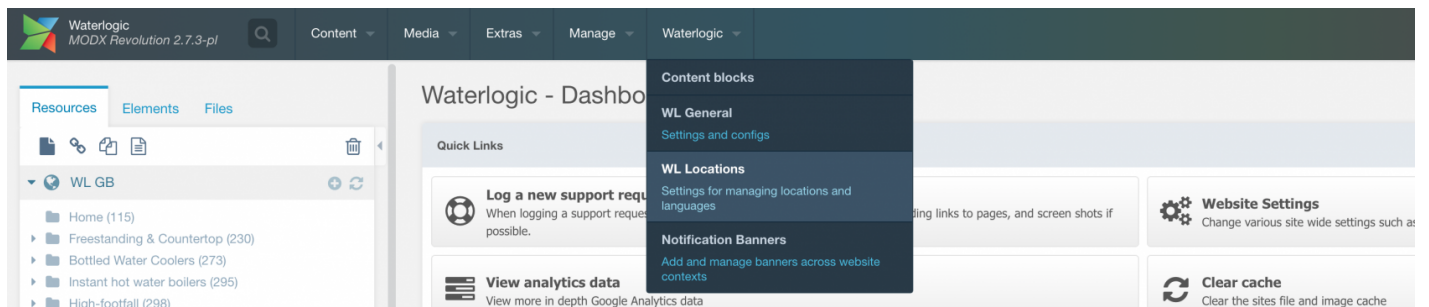 Waterlogic
MODX Revolution 2.7.3-pl
Content
Media
Extras
Manage
Waterlogic
Content blocks
WL General
Settings and configs
WL Locations
Settings for managing locations and
languages
Notification Banners
Add and manage banners across website
contexts
Resources
Elements
Files
WL GB
Home (115)
Freestanding & Countertop (230)
Bottled Water Coolers (273)
Instant hot water boilers (295)
High-footfall (298)
Waterlogic - Dashbo
Quick Links
Log a new support requ
When logging a support reques
ding links to pages, and screen shots if
possible.
Website Settings
Change various site wide settings such as
View analytics data
View more in depth Google Analytics data
Clear cache
Clear the sites file and image cache